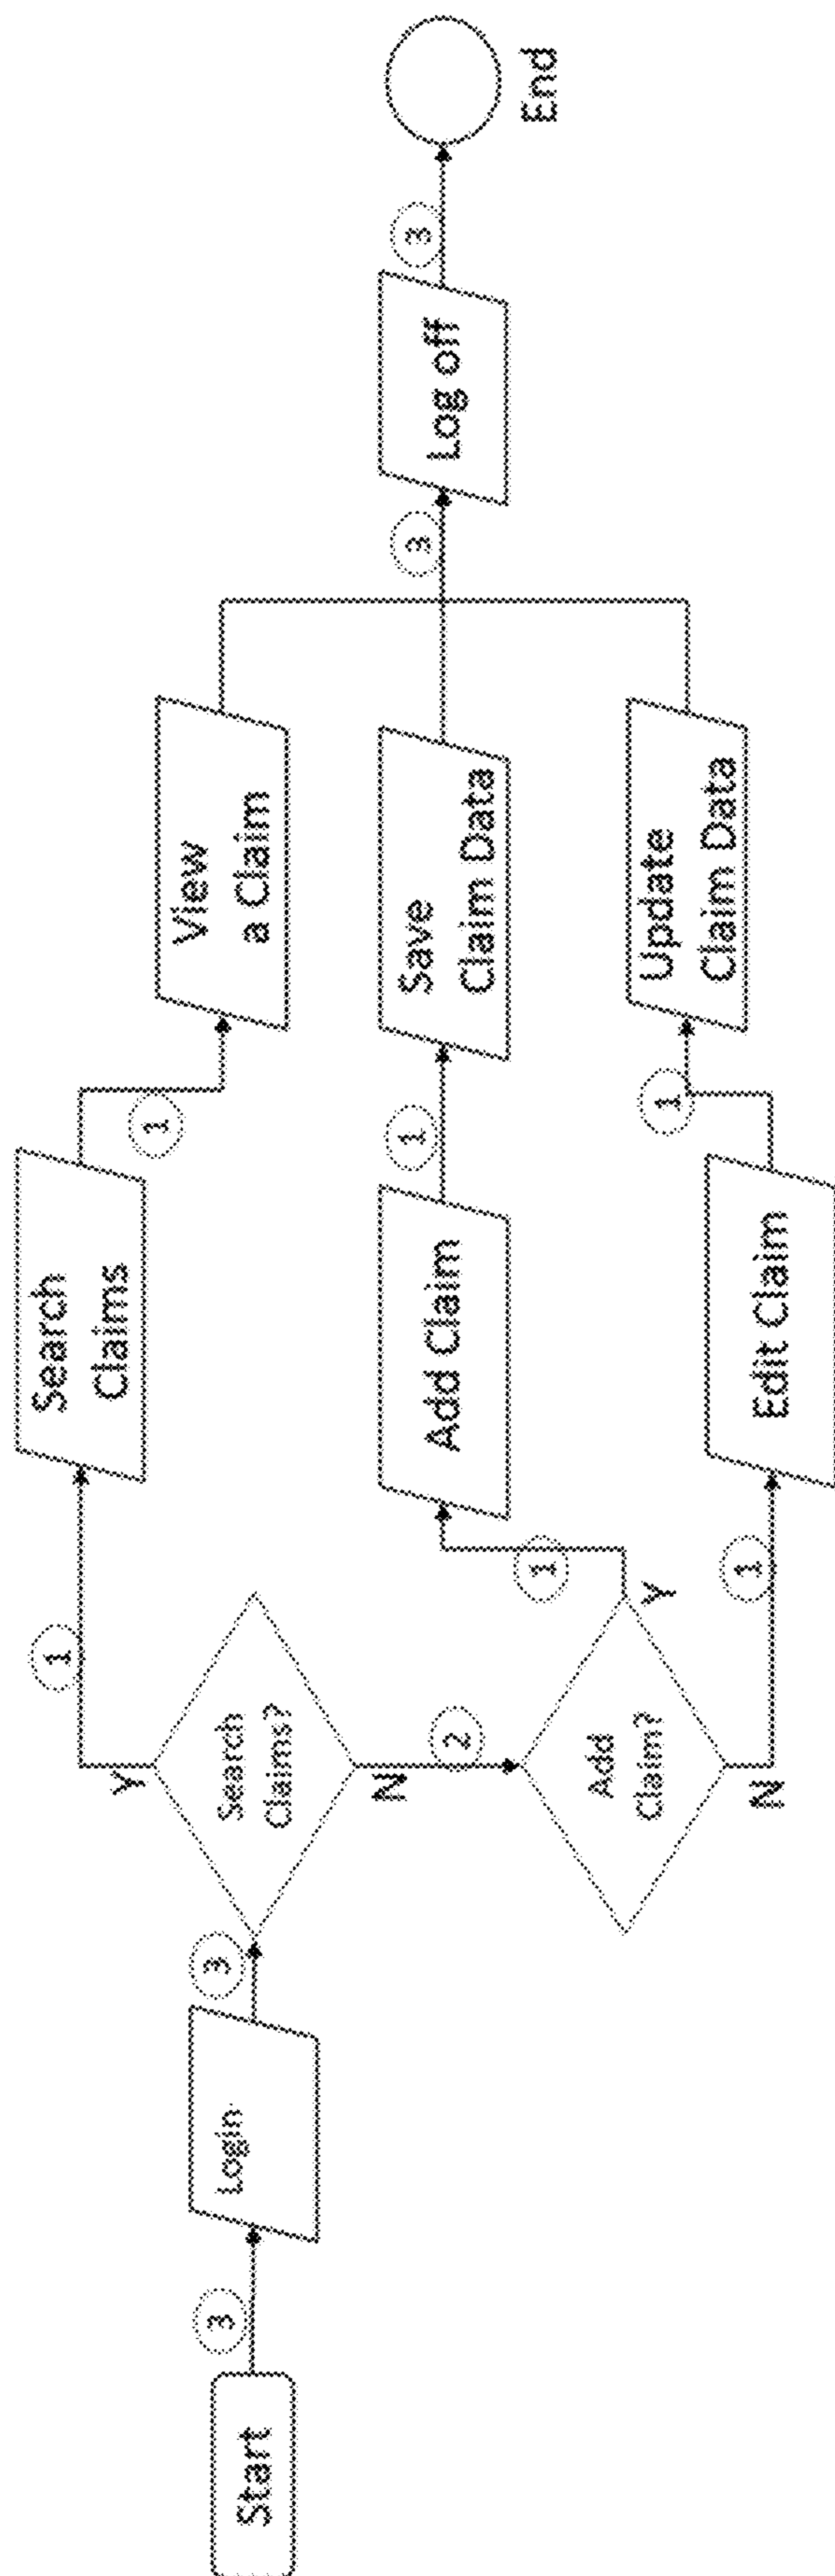 Start
3
Login
3
Search
Claims?
Y
1
Search
Claims
1
View
a Claim
N
2
Add
Claim?
Y
1
Add Claim
1
Save
Claim Data
N
1
Edit Claim
1
Update
Claim Data
3
Log off
3
End